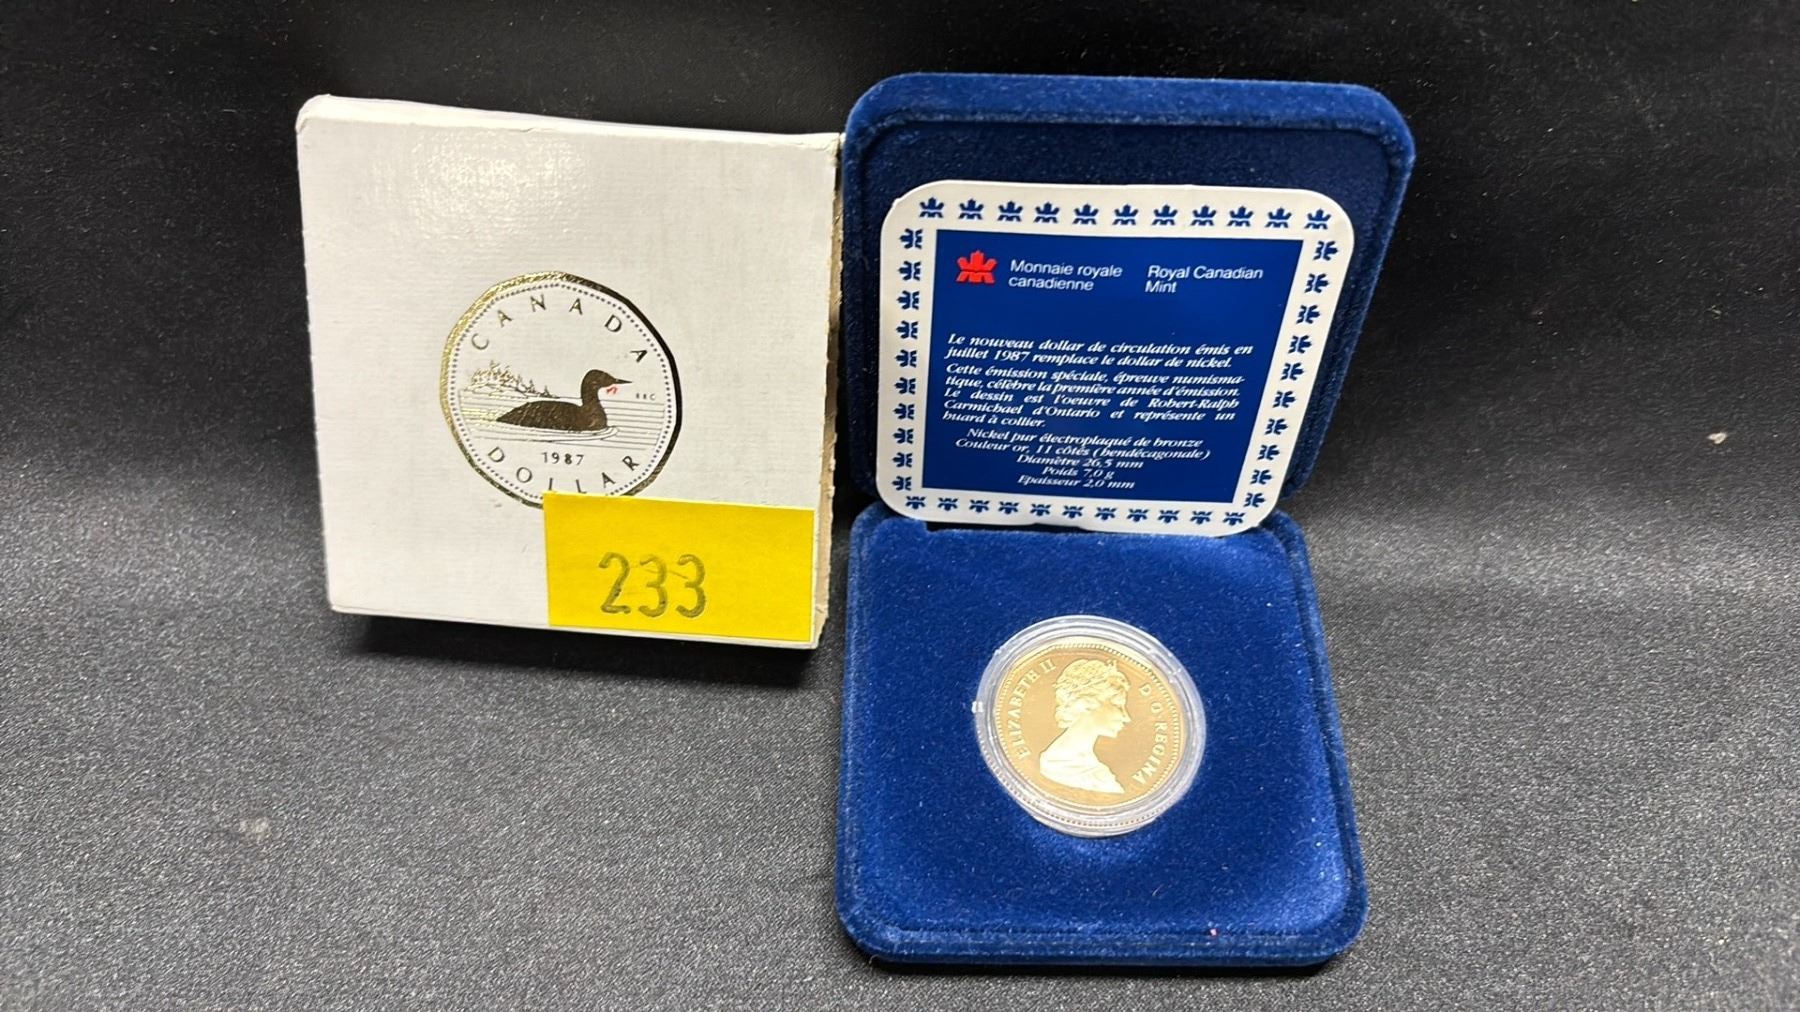 CANADA
RRC
1987
DOLLAR
233
Monnaie royale canadienne
Royal Canadian Mint
Le nouveau dollar de circulation émis en
juillet 1987 remplace le dollar de nickel.
Cette émission spéciale, épreuve numisma-
tique, célèbre la première année d'émission.
Le dessin est l'oeuvre de Robert-Ralph
Carmichael d'Ontario et représente un
huard à collier.
Nickel pur électroplaqué de bronze
Couleur or, 11 côtés (hendécagonale)
Diamètre 26,5 mm
Poids 7,0 g
Epaisseur 2,0 mm
ELIZABETH II D·G·REGINA